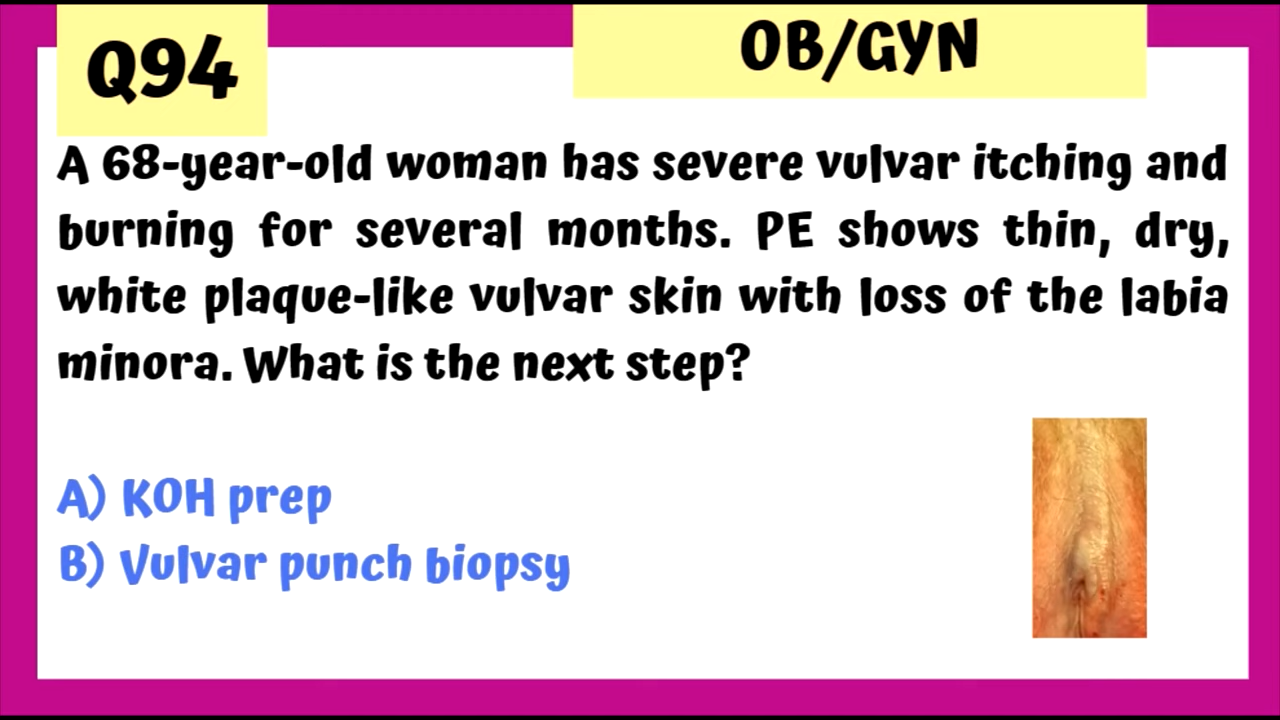 Q94
OB/GYN
A 68-year-old woman has severe vulvar itching and
burning for several months. PE shows thin, dry,
white plaque-like vulvar skin with loss of the labia
minora. What is the next step?
A) KOH prep
B) Vulvar punch biopsy